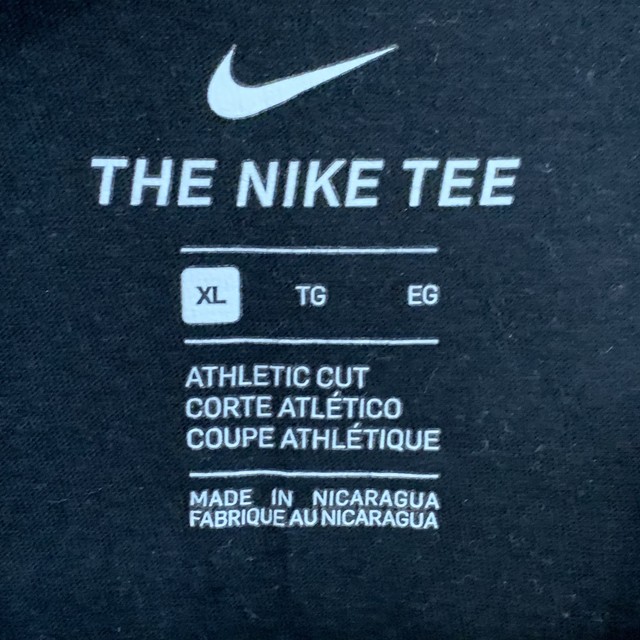 THE NIKE TEE
XL TG EG
ATHLETIC CUT
CORTE ATLÉTICO
COUPE ATHLÉTIQUE
MADE IN NICARAGUA
FABRIQUE AU NICARAGUA